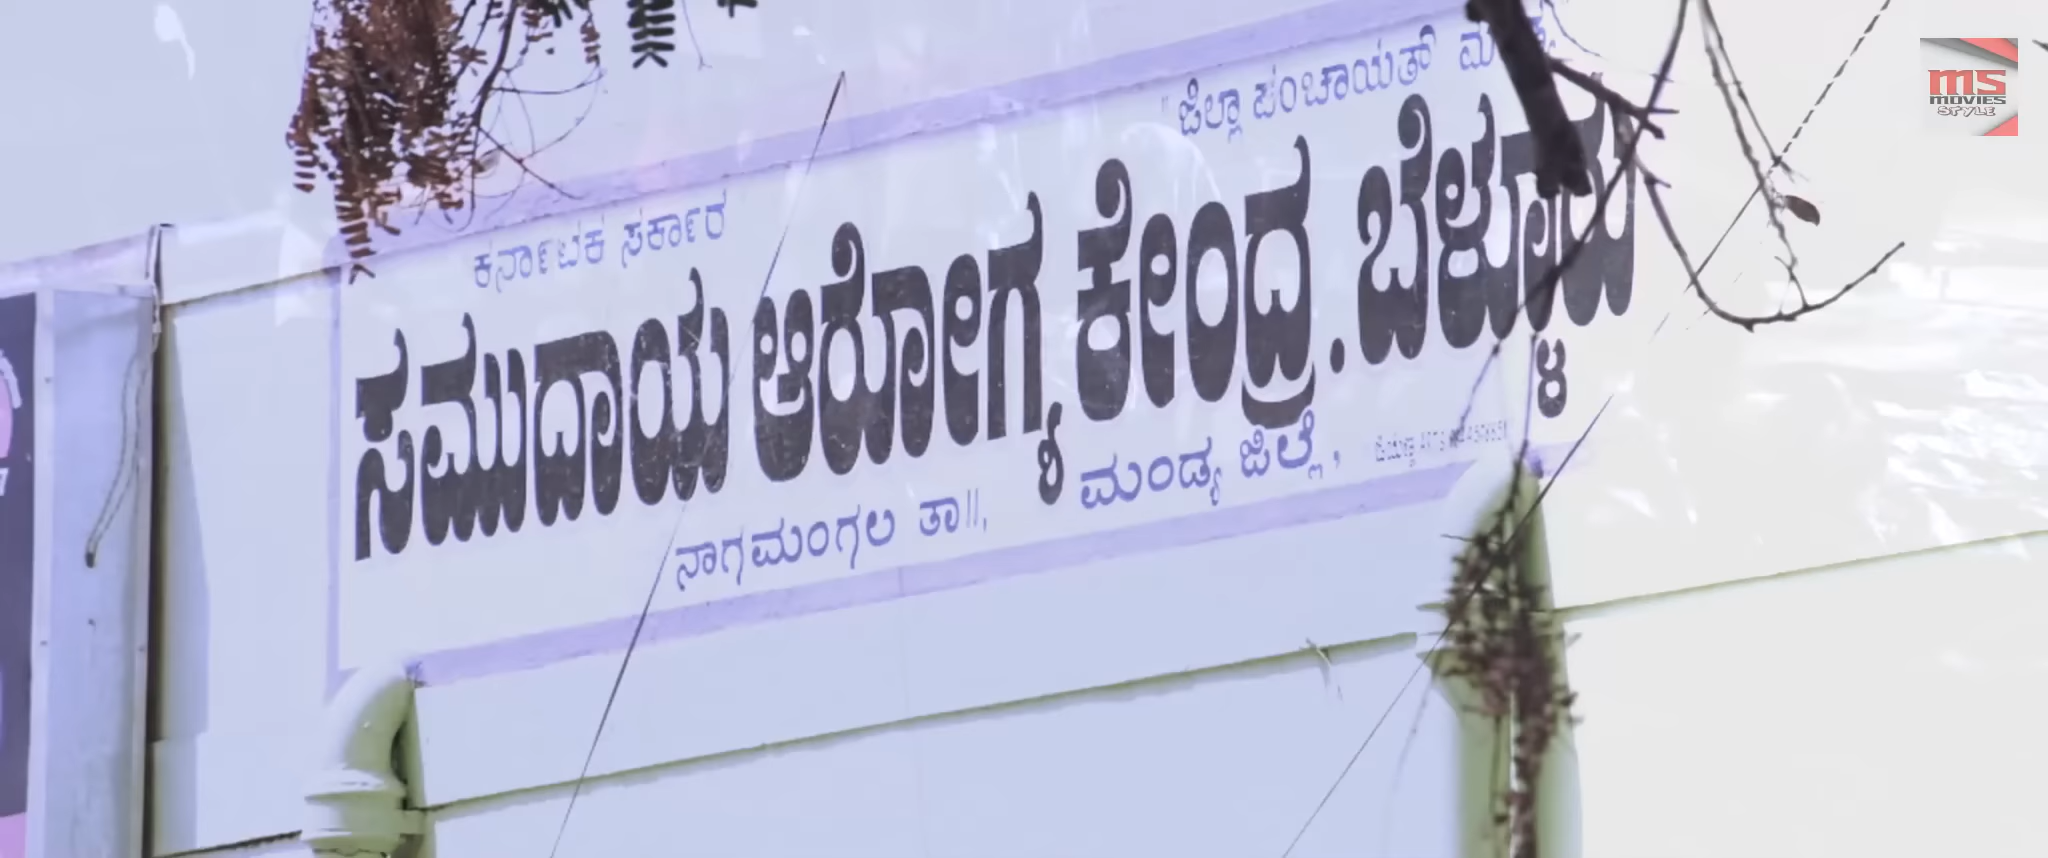 ಕರ್ನಾಟಕ ಸರ್ಕಾರ
"ಜಿಲ್ಲಾ ಪಂಚಾಯತ್
ಸಮುದಾಯ ಆರೋಗ್ಯ ಕೇಂದ್ರ. ಬೆಳ್ಳೂರು
ನಾಗಮಂಗಲ ತಾ||, ಮಂಡ್ಯ ಜಿಲ್ಲೆ,
MS
MOVIES
STYLE